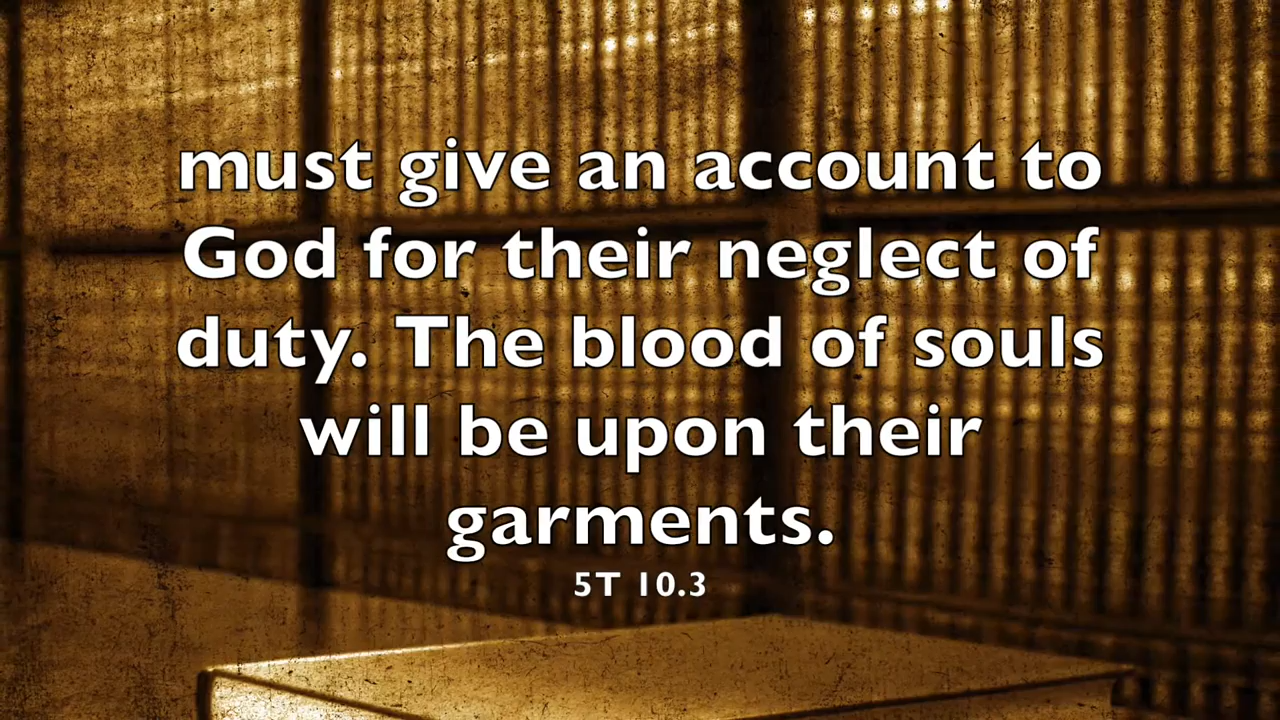 must give an account to
God for their neglect of
duty. The blood of souls
will be upon their
garments.
5T 10.3